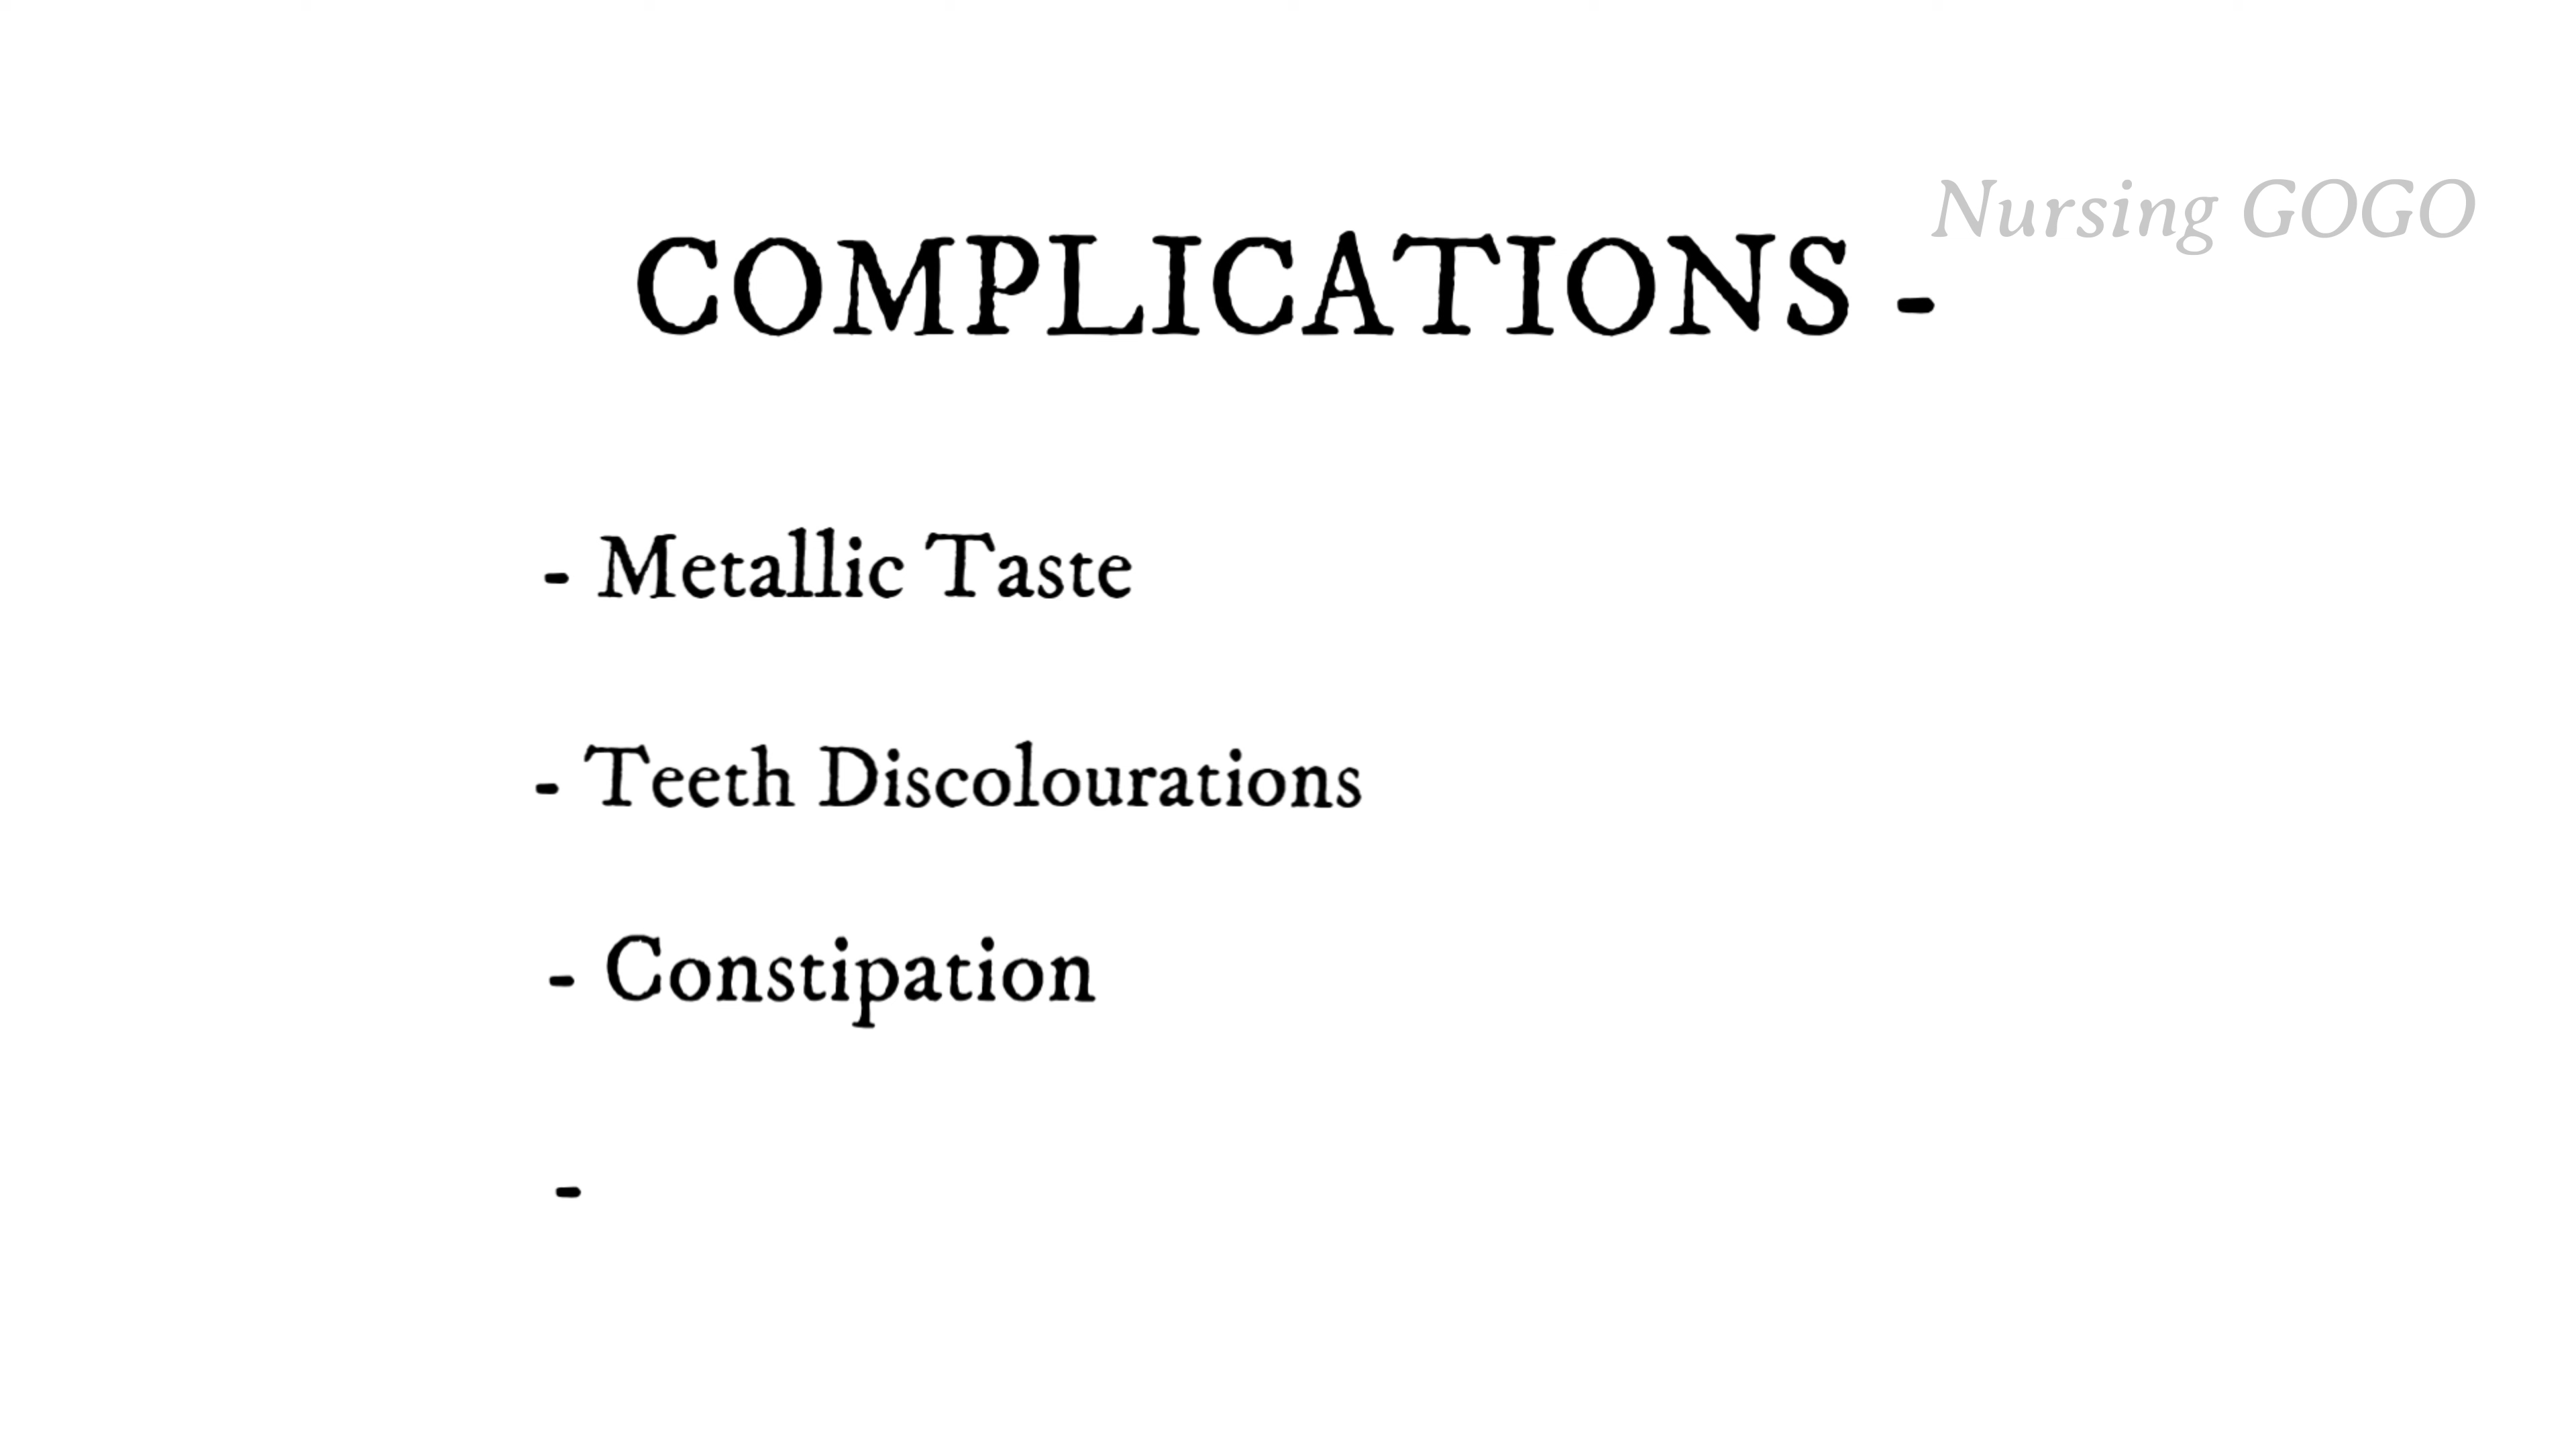 Nursing GOGO
COMPLICATIONS -
- Metallic Taste
- Teeth Discolourations
- Constipation
-